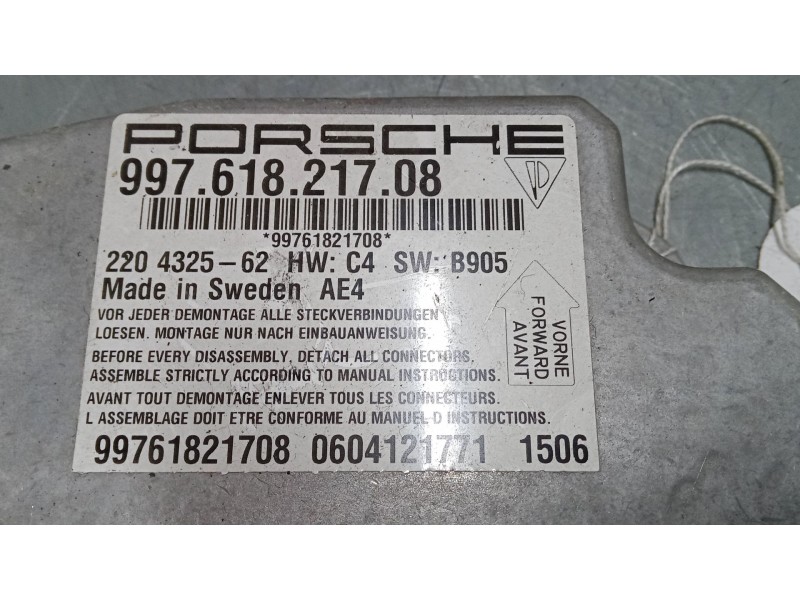 PORSCHE
997.618.217.08
*99761821708*
220 4325-62 HW: C4 SW: B905
Made in Sweden AE4
VOR JEDER DEMONTAGE ALLE STECKVERBINDUNGEN
LOESEN. MONTAGE NUR NACH EINBAUANWEISUNG.
BEFORE EVERY DISASSEMBLY, DETACH ALL CONNECTORS.
ASSEMBLE STRICTLY ACCORDING TO MANUAL INSTRUCTIONS.
AVANT TOUT DEMONTAGE ENLEVER TOUS LES CONNECTEURS.
L ASSEMBLAGE DOIT ETRE CONFORME AU MANUEL D INSTRUCTIONS.
99761821708 0604121771 1506
VORNE
FORWARD
AVANT